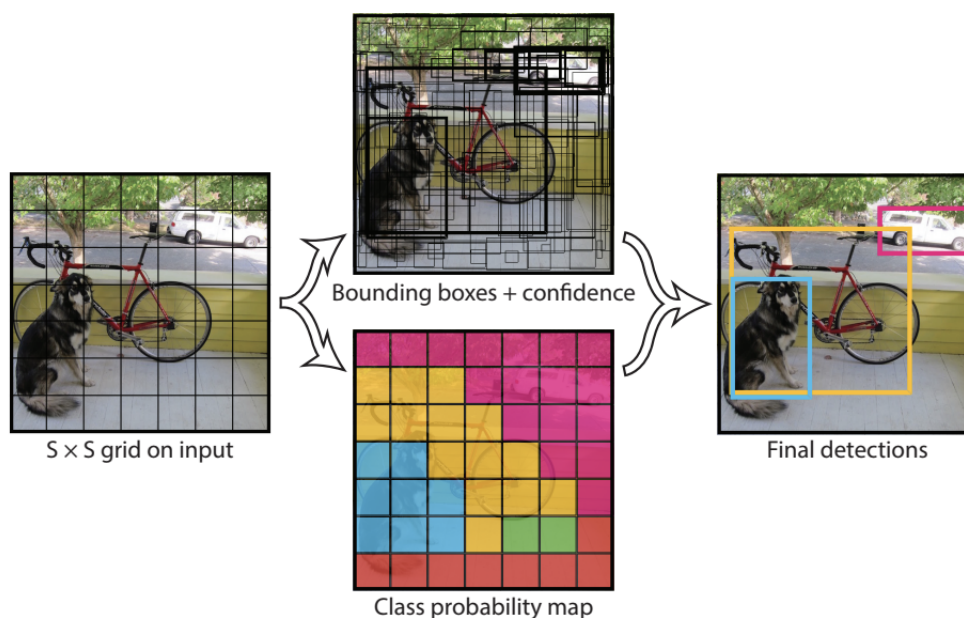 S × S grid on input
Bounding boxes + confidence
Class probability map
Final detections